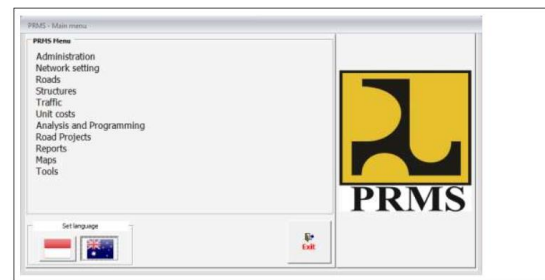 PRMS - Main menu
PRMS Menu
Administration
Network setting
Roads
Structures
Traffic
Unit costs
Analysis and Programming
Road Projects
Reports
Maps
Tools
PRMS
Set language
Exit